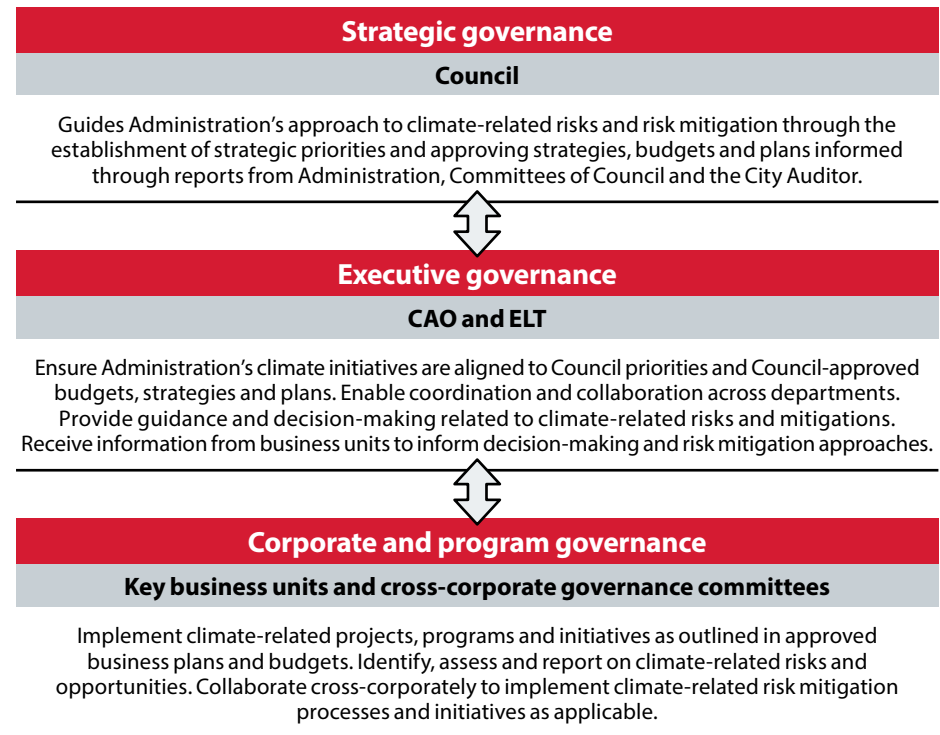 Strategic governance
Council
Guides Administration’s approach to climate-related risks and risk mitigation through the
establishment of strategic priorities and approving strategies, budgets and plans informed
through reports from Administration, Committees of Council and the City Auditor.
Executive governance
CAO and ELT
Ensure Administration’s climate initiatives are aligned to Council priorities and Council-approved
budgets, strategies and plans. Enable coordination and collaboration across departments.
Provide guidance and decision-making related to climate-related risks and mitigations.
Receive information from business units to inform decision-making and risk mitigation approaches.
Corporate and program governance
Key business units and cross-corporate governance committees
Implement climate-related projects, programs and initiatives as outlined in approved
business plans and budgets. Identify, assess and report on climate-related risks and
opportunities. Collaborate cross-corporately to implement climate-related risk mitigation
processes and initiatives as applicable.